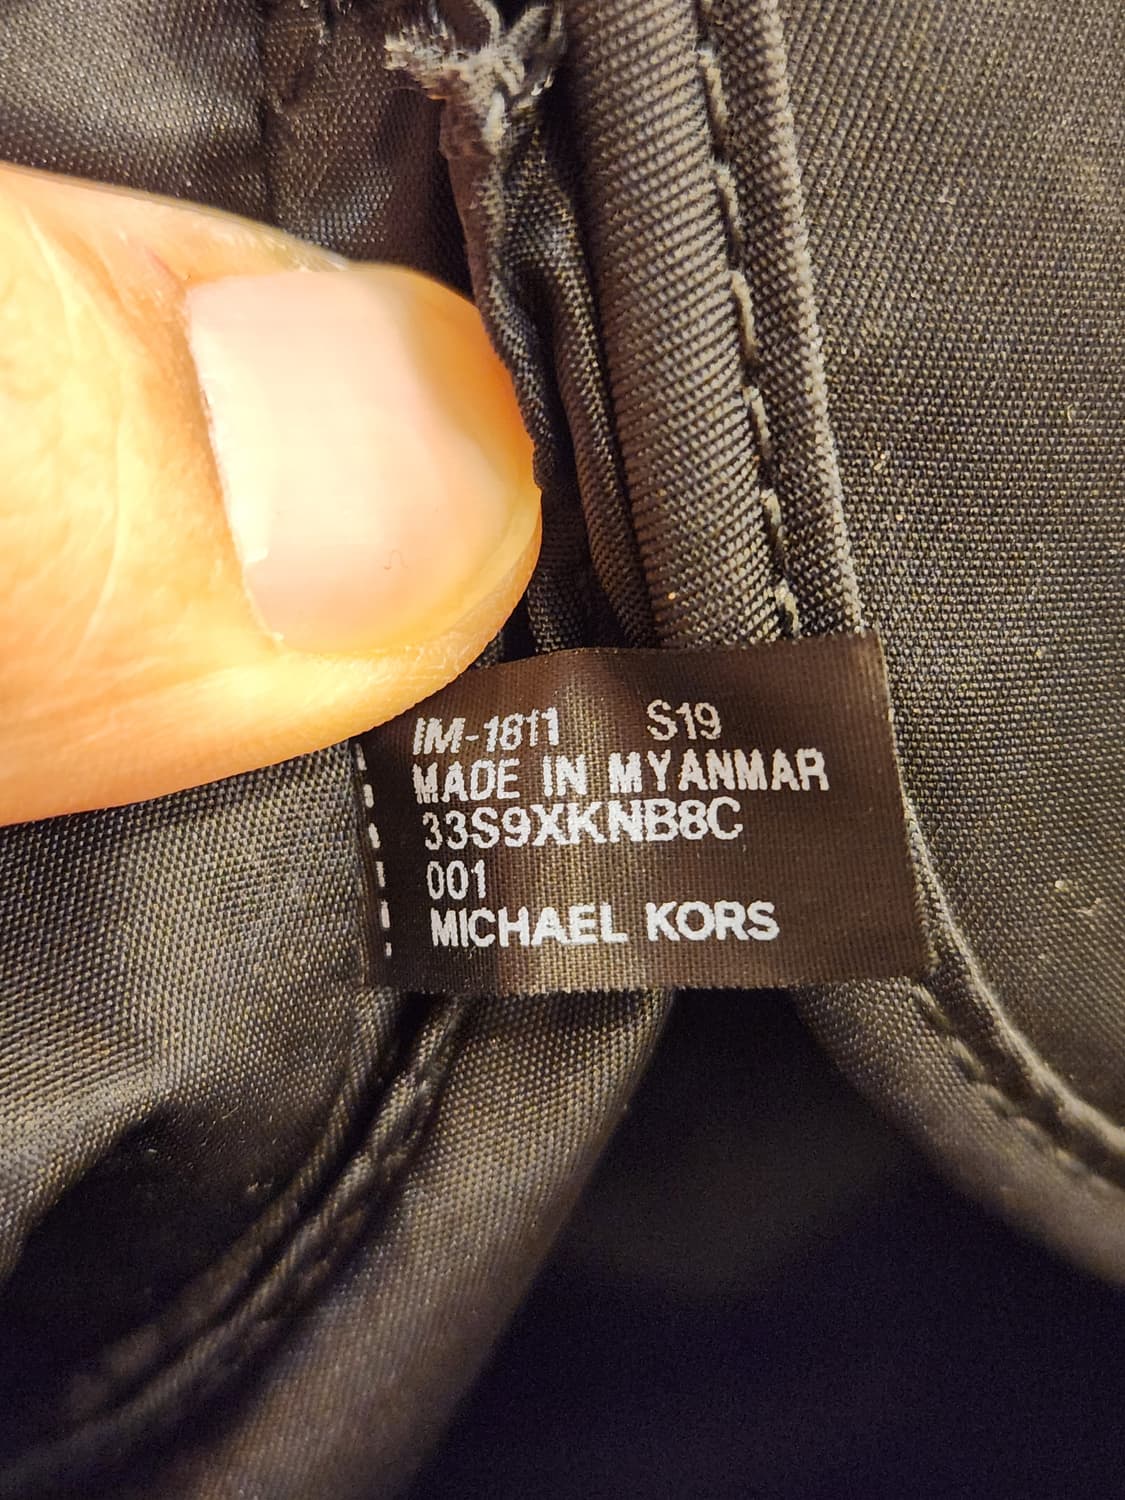 IM-1811 S19
MADE IN MYANMAR
33S9XKNB8C
001
MICHAEL KORS